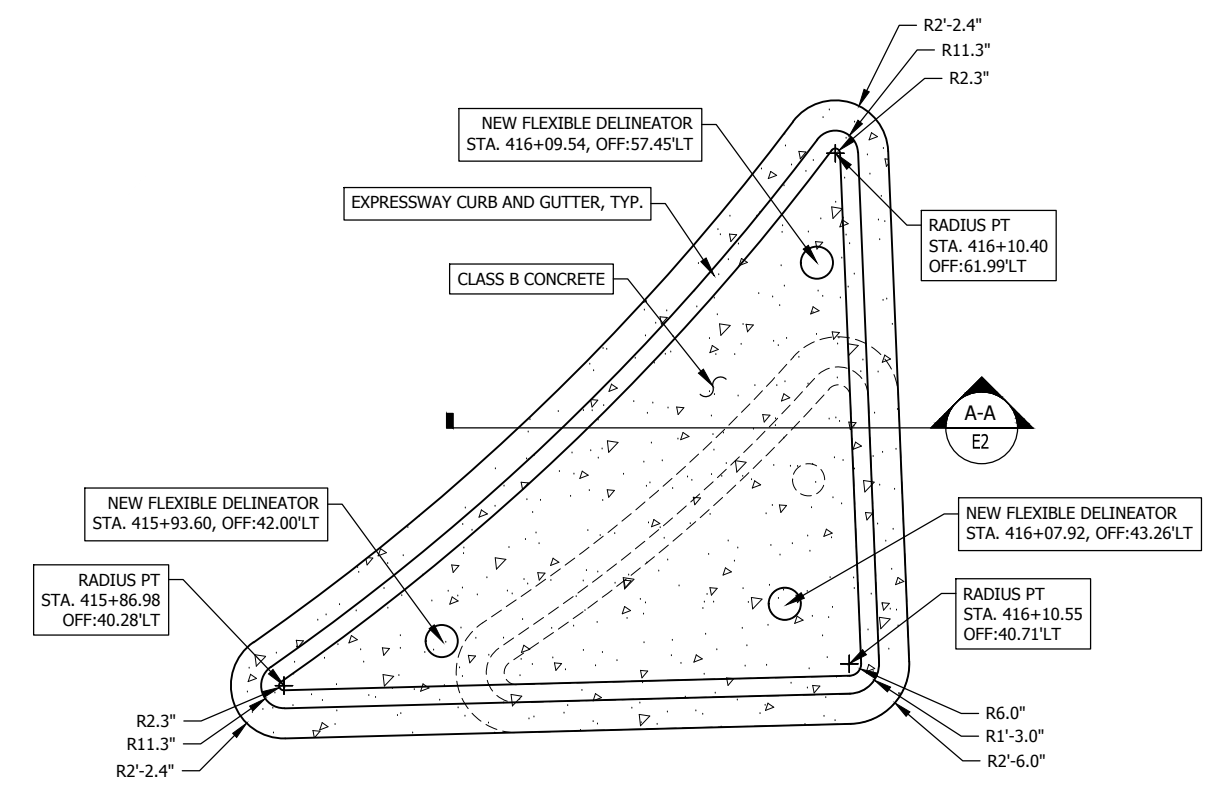 R2'-2.4"
R11.3"
R2.3"
NEW FLEXIBLE DELINEATOR
STA. 416+09.54, OFF:57.45'LT
EXPRESSWAY CURB AND GUTTER, TYP.
RADIUS PT
STA. 416+10.40
OFF:61.99'LT
CLASS B CONCRETE
A-A
E2
NEW FLEXIBLE DELINEATOR
STA. 415+93.60, OFF:42.00'LT
NEW FLEXIBLE DELINEATOR
STA. 416+07.92, OFF:43.26'LT
RADIUS PT
STA. 415+86.98
OFF:40.28'LT
RADIUS PT
STA. 416+10.55
OFF:40.71'LT
R2.3"
R11.3"
R2'-2.4"
R6.0"
R1'-3.0"
R2'-6.0"